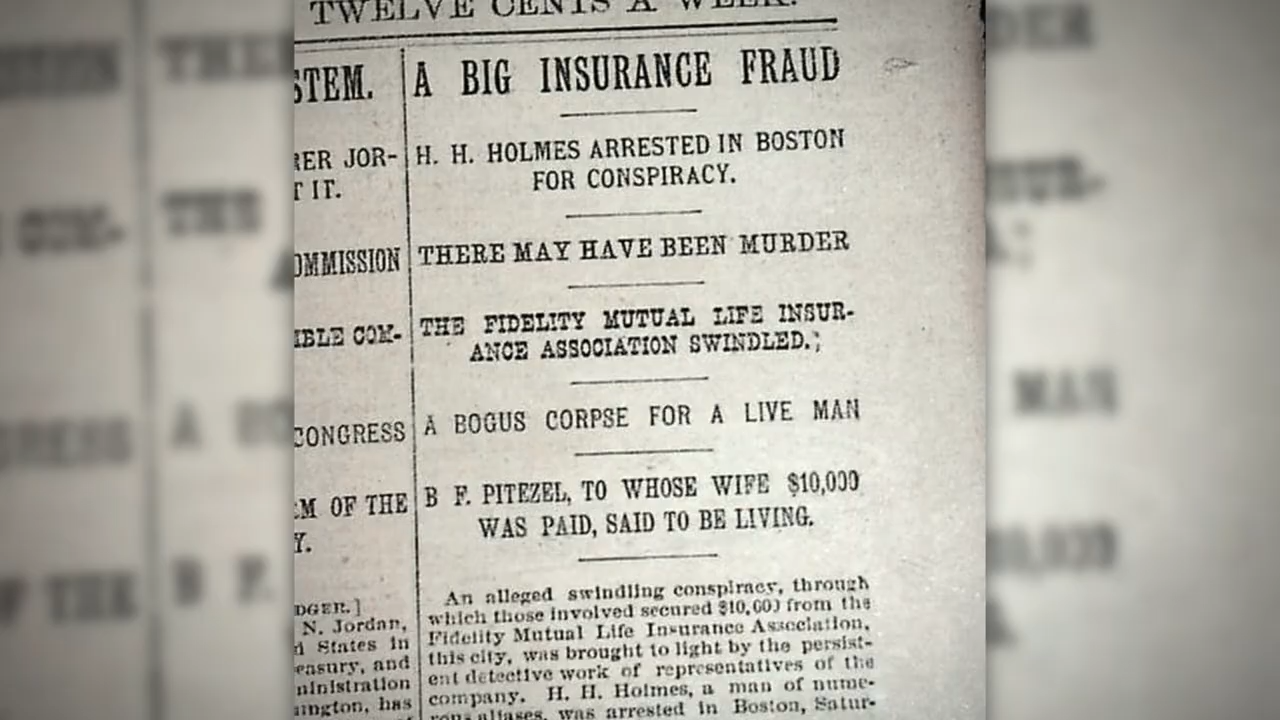 TWELVE CENTS A WEEK.
STEM.
RER JOR-
T IT.
OMMISSION
IBLE COM-
CONGRESS
M OF THE
Y.
DGER.]
N. Jordan,
d States in
easury, and
ministration
ington, has
A BIG INSURANCE FRAUD
H. H. HOLMES ARRESTED IN BOSTON
FOR CONSPIRACY.
THERE MAY HAVE BEEN MURDER
THE FIDELITY MUTUAL LIFE INSUR-
ANCE ASSOCIATION SWINDLED.;
A BOGUS CORPSE FOR A LIVE MAN
B F. PITEZEL, TO WHOSE WIFE $10,000
WAS PAID, SAID TO BE LIVING.
An alleged swindling conspiracy, through
which those involved secured $10,000 from the
Fidelity Mutual Life Insurance Association,
this city, was brought to light by the persist-
ent detective work of representatives of the
company. H. H. Holmes, a man of nume-
rous aliases, was arrested in Boston, Satur-